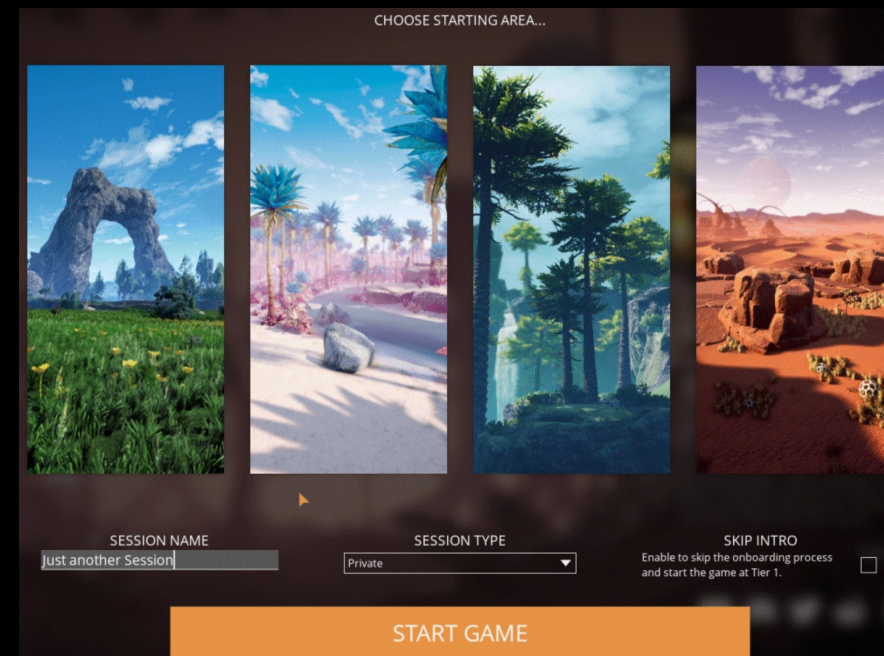 CHOOSE STARTING AREA...
SESSION NAME
Just another Session
SESSION TYPE
Private
SKIP INTRO
Enable to skip the onboarding process
and start the game at Tier 1.
START GAME